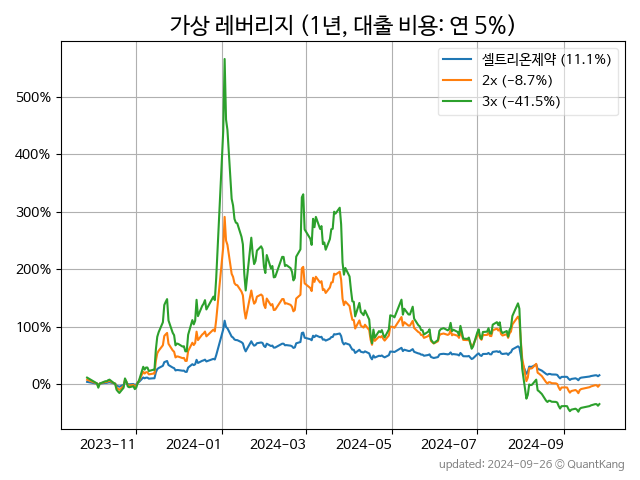 가상 레버리지 (1년, 대출 비용: 연 5%)
셀트리온제약 (11.1%)
2x (-8.7%)
3x (-41.5%)
500%
400%
300%
200%
100%
0%
2023-11 2024-01 2024-03 2024-05 2024-07 2024-09
updated: 2024-09-26 © QuantKang